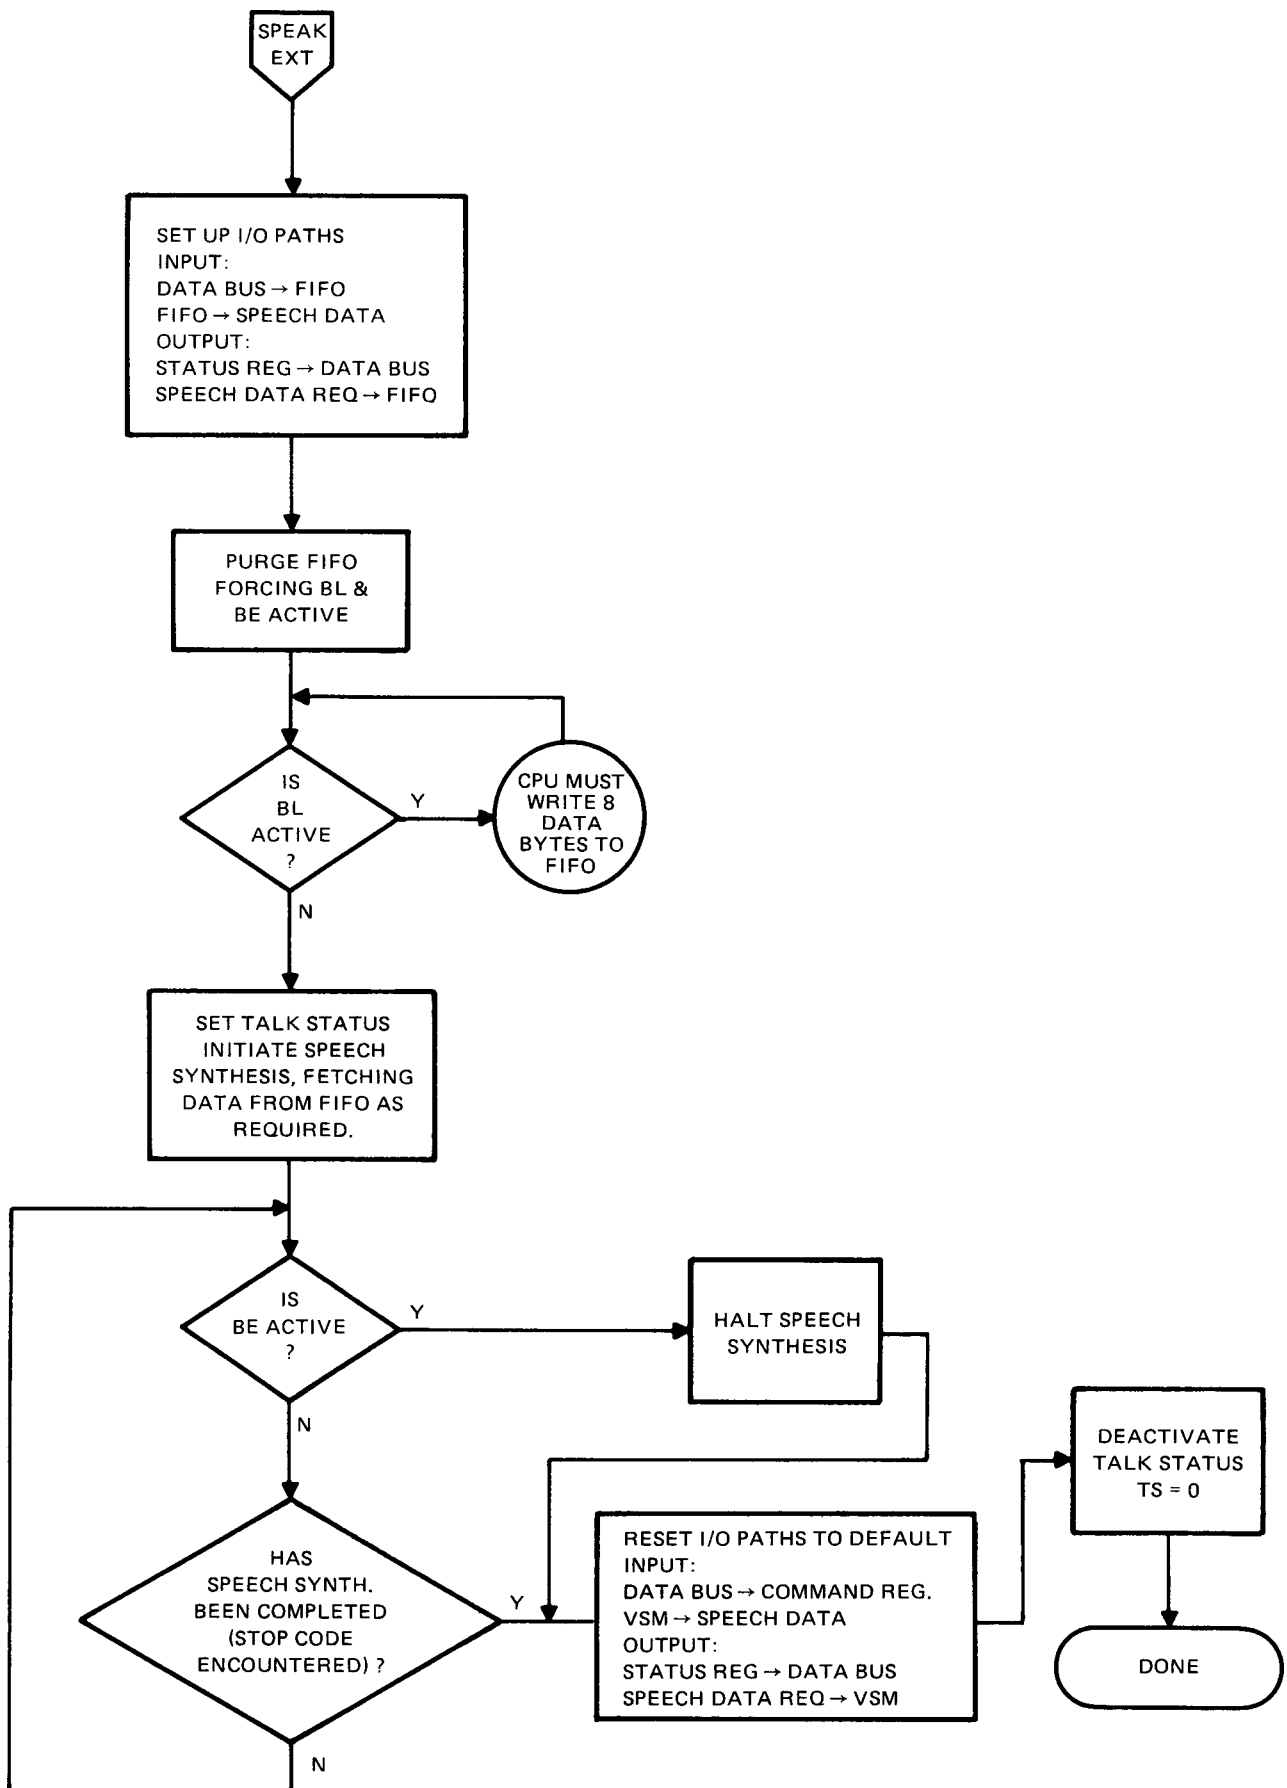 SPEAK
EXT
SET UP I/O PATHS
INPUT:
DATA BUS → FIFO
FIFO → SPEECH DATA
OUTPUT:
STATUS REG → DATA BUS
SPEECH DATA REQ → FIFO
PURGE FIFO
FORCING BL &
BE ACTIVE
IS
BL
ACTIVE
?
Y
CPU MUST
WRITE 8
DATA
BYTES TO
FIFO
N
SET TALK STATUS
INITIATE SPEECH
SYNTHESIS, FETCHING
DATA FROM FIFO AS
REQUIRED.
IS
BE ACTIVE
?
Y
HALT SPEECH
SYNTHESIS
N
HAS
SPEECH SYNTH.
BEEN COMPLETED
(STOP CODE
ENCOUNTERED) ?
Y
N
RESET I/O PATHS TO DEFAULT
INPUT:
DATA BUS → COMMAND REG.
VSM → SPEECH DATA
OUTPUT:
STATUS REG → DATA BUS
SPEECH DATA REQ → VSM
DEACTIVATE
TALK STATUS
TS = 0
DONE